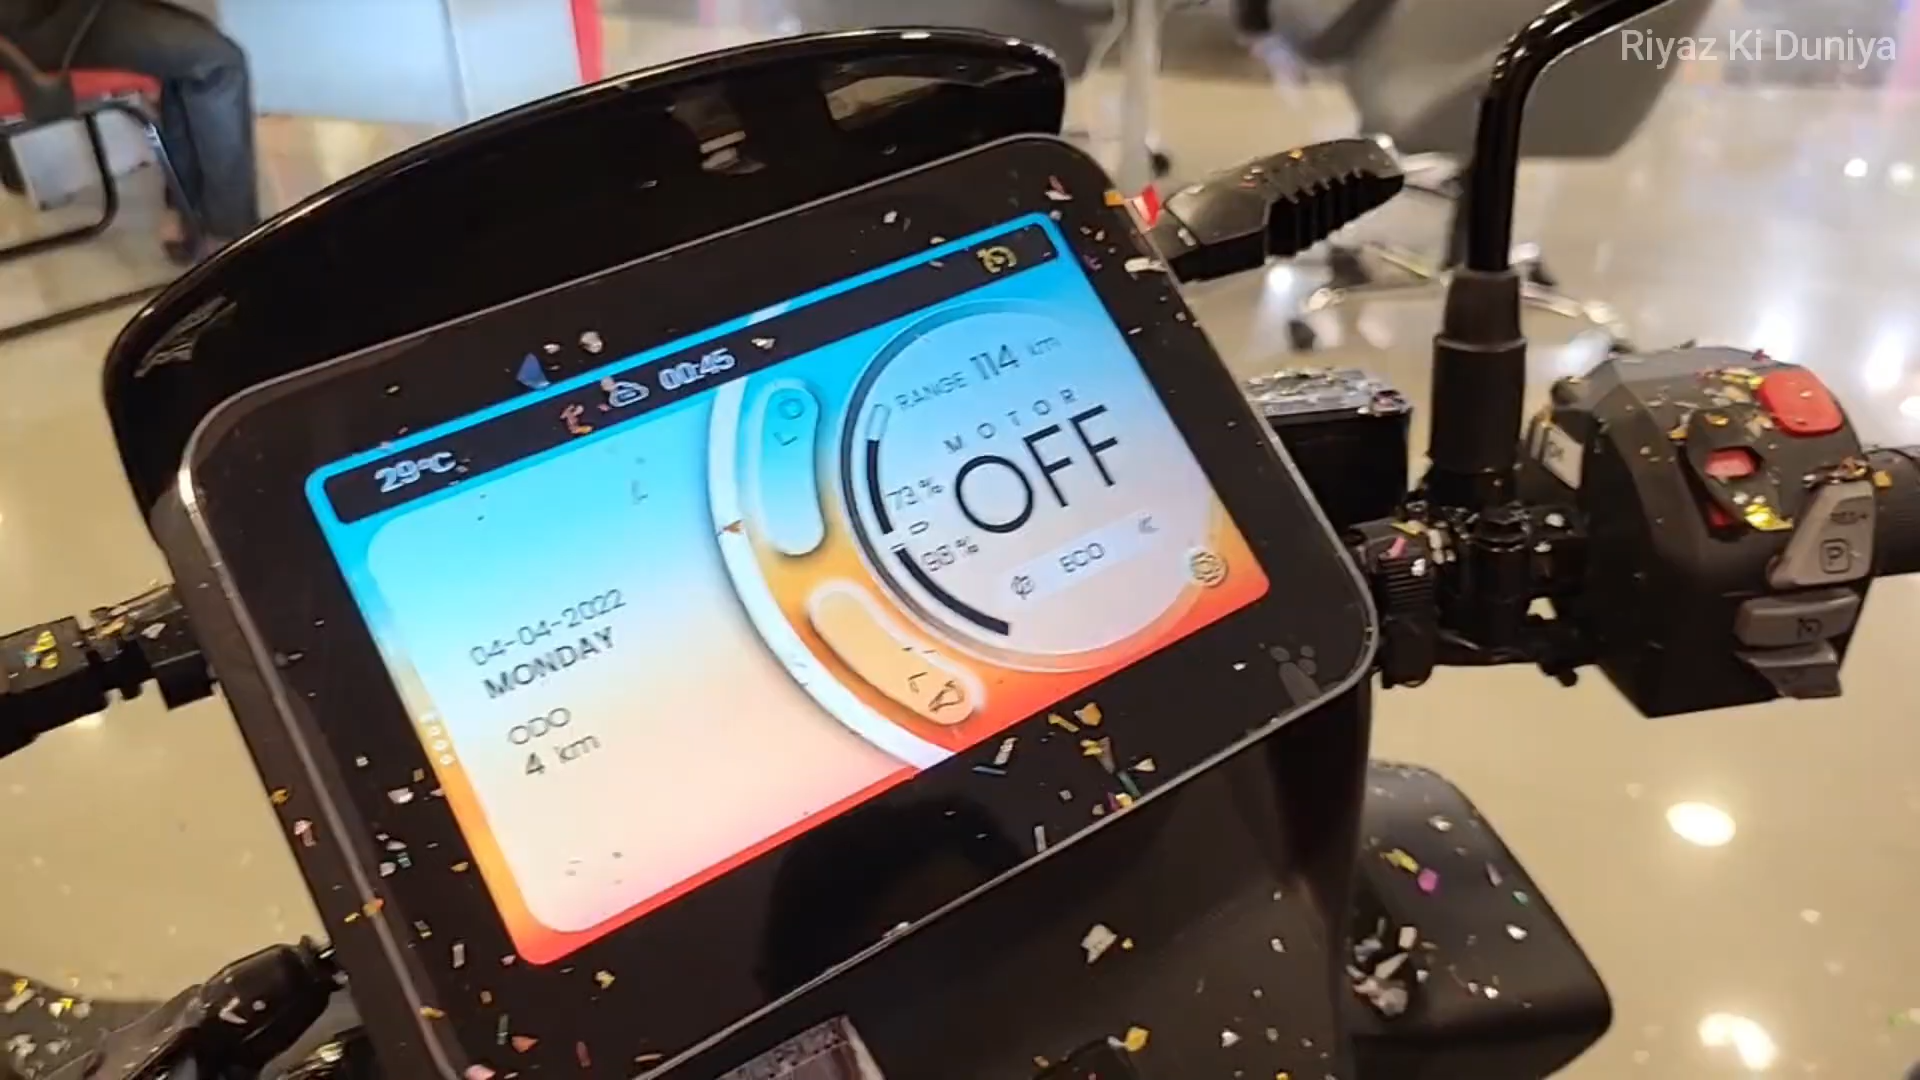 Riyaz Ki Duniya
29°C
00:45
RANGE 114 km
MOTOR
OFF
73 %
98 %
ECO
04-04-2022
MONDAY
ODO
4 km
P